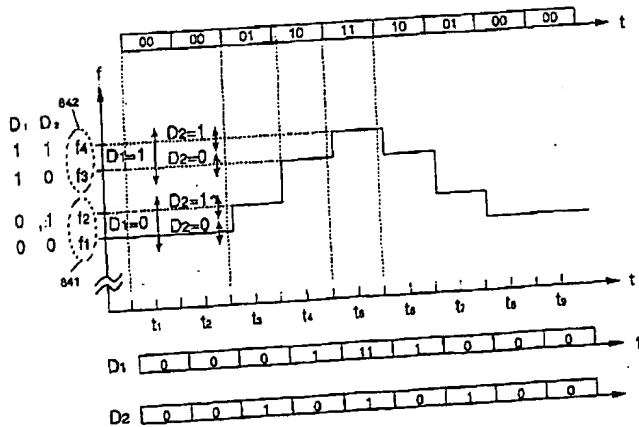 00 00 01 10 11 10 01 00 00 t
f
842
D₁ D₂
1 1 f4 D1=1 D2=1
1 0 f3 D2=0
0,1 f2 D1=0 D2=1
0 0 f1 D2=0
841
t
t₁ t₂ t₃ t₄ t₅ t₆ t₇ t₈ t₉
D₁ 0 0 0 1 11 1 0 0 0 t
D2 0 0 1 0 1 0 1 0 0